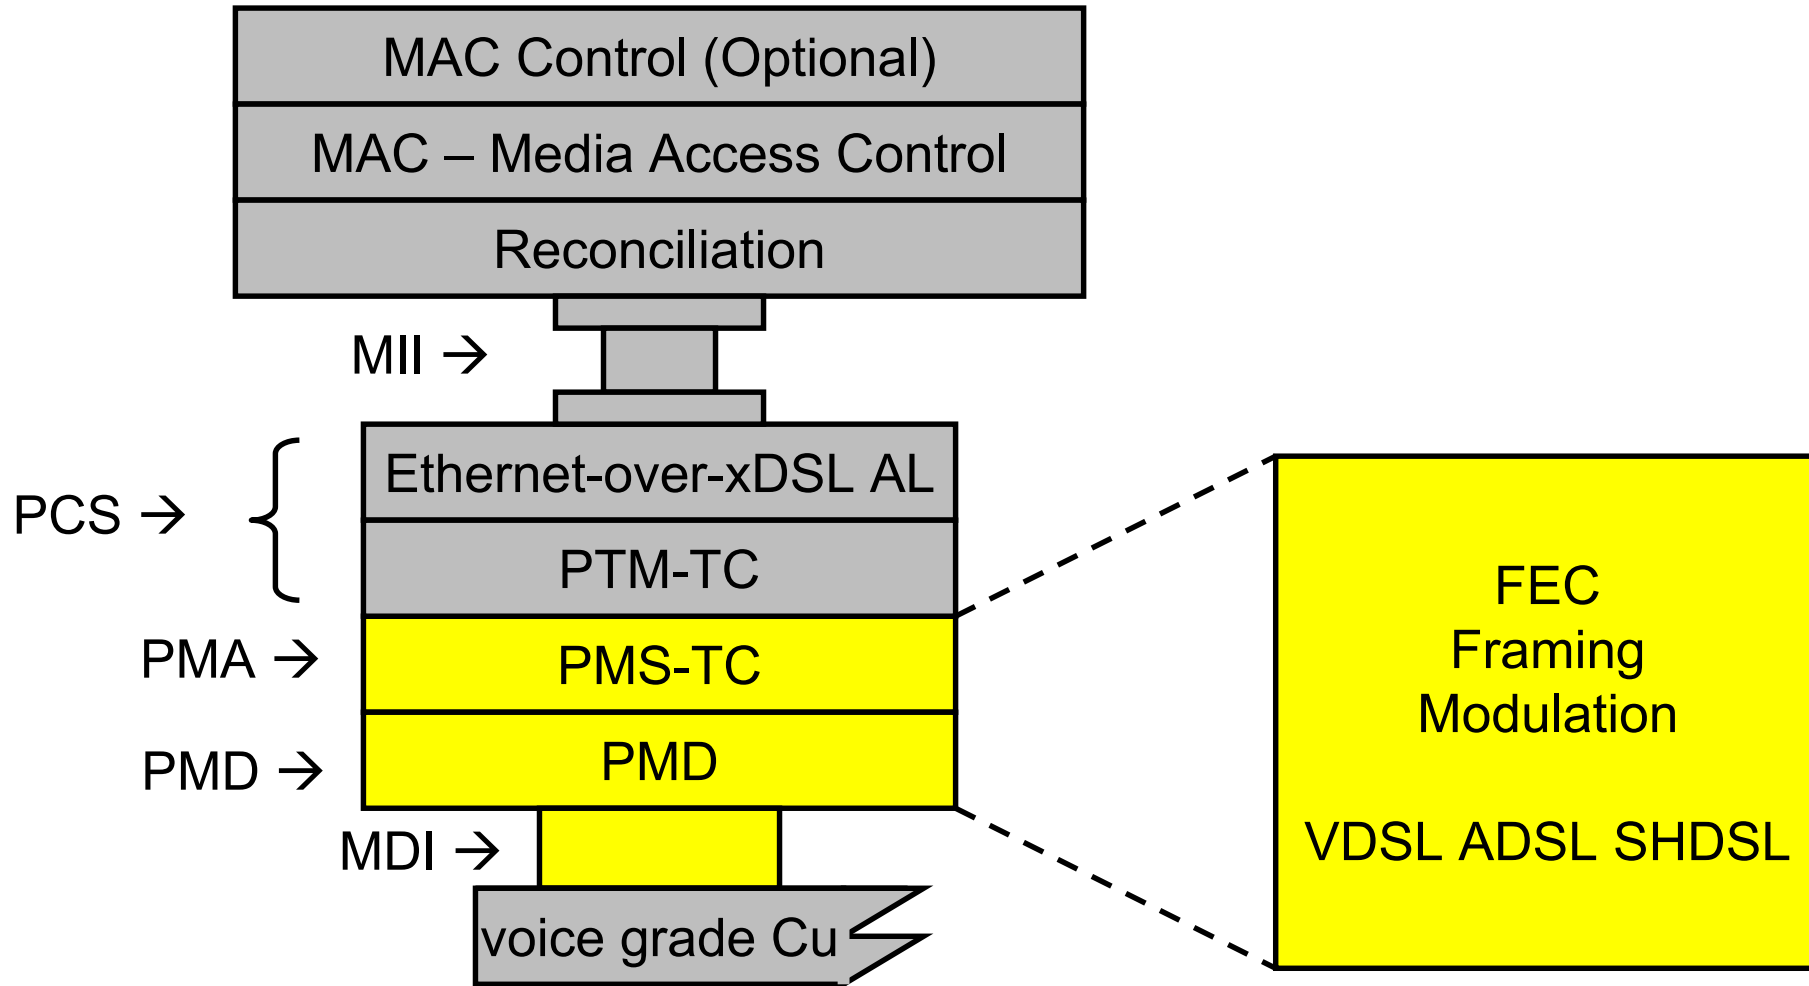 MAC Control (Optional)
MAC – Media Access Control
Reconciliation
MII →
Ethernet-over-xDSL AL
PCS →
PTM-TC
PMA →
PMS-TC
PMD →
PMD
MDI →
voice grade Cu
FEC
Framing
Modulation
VDSL ADSL SHDSL